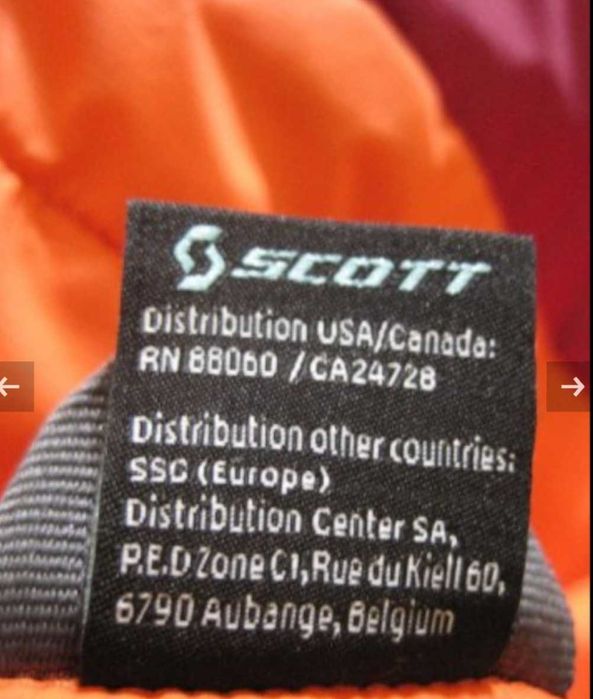 SCOTT
Distribution USA/Canada:
RN 88060 /CA24728
Distribution other countries:
SSG (Europe)
Distribution Center SA,
P.E.D Zone C1,Rue du Kiell 60,
6790 Aubange, Belgium